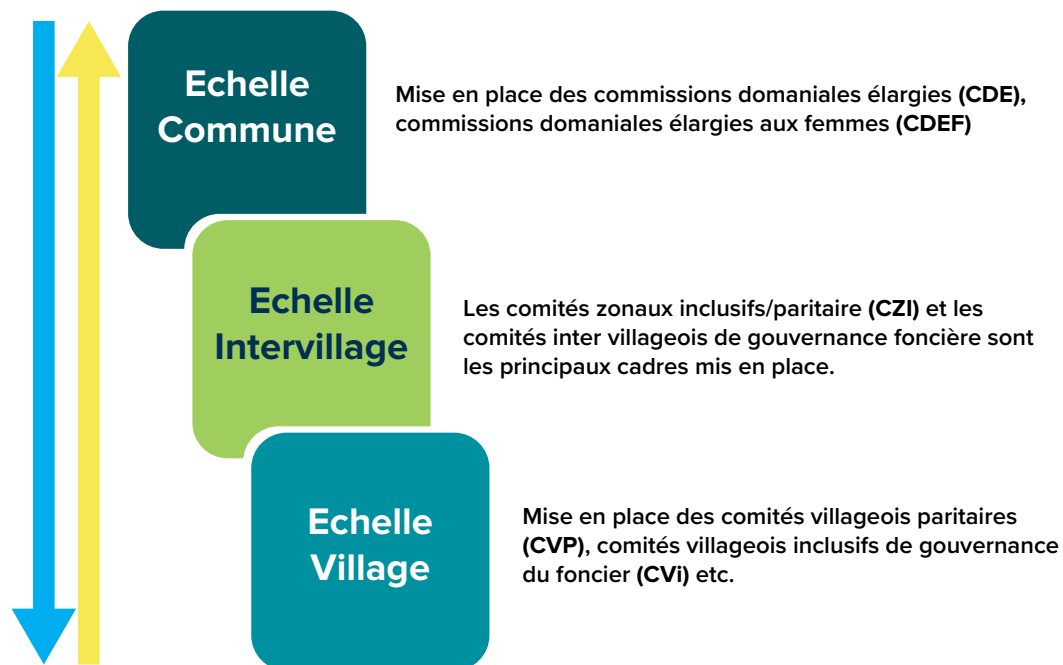 Echelle
Commune
Mise en place des commissions domaniales élargies (CDE),
commissions domaniales élargies aux femmes (CDEF)
Echelle
Intervillage
Les comités zonaux inclusifs/paritaire (CZI) et les
comités inter villageois de gouvernance foncière sont
les principaux cadres mis en place.
Echelle
Village
Mise en place des comités villageois paritaires
(CVP), comités villageois inclusifs de gouvernance
du foncier (CVi) etc.